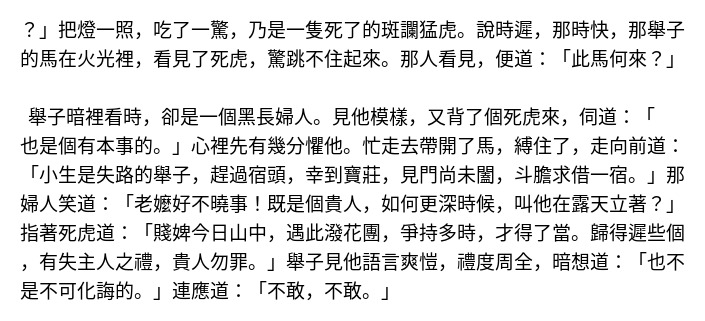 ？」把燈一照，吃了一驚，乃是一隻死了的斑讕猛虎。說時遲，那時快，那舉子
的馬在火光裡，看見了死虎，驚跳不住起來。那人看見，便道：「此馬何來？」
舉子暗裡看時，卻是一個黑長婦人。見他模樣，又背了個死虎來，伺道：「
也是個有本事的。」心裡先有幾分懼他。忙走去帶開了馬，縛住了，走向前道：
「小生是失路的舉子，趕過宿頭，幸到寶莊，見門尚未闔，斗膽求借一宿。」那
婦人笑道：「老嬤好不曉事！既是個貴人，如何更深時候，叫他在露天立著？」
指著死虎道：「賤婢今日山中，遇此潑花團，爭持多時，才得了當。歸得遲些個
，有失主人之禮，貴人勿罪。」舉子見他語言爽愷，禮度周全，暗想道：「也不
是不可化誨的。」連應道：「不敢，不敢。」